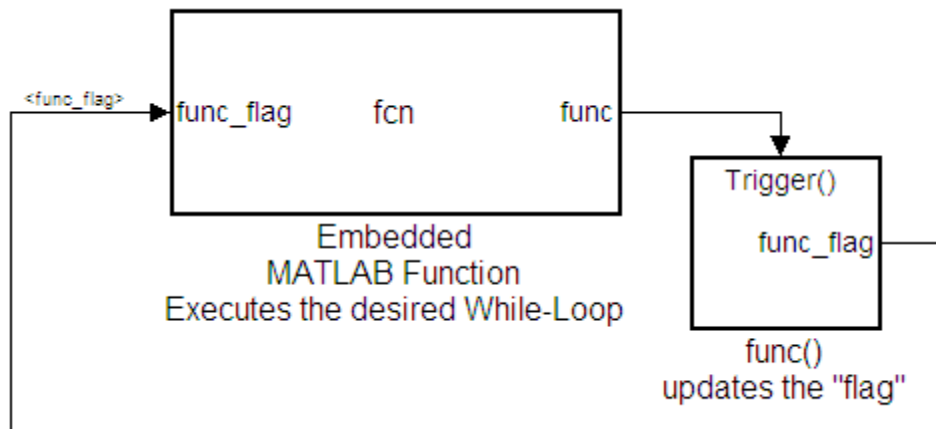 <func_flag>
func_flag fcn func
Embedded
MATLAB Function
Executes the desired While-Loop
Trigger()
func_flag
func()
updates the "flag"